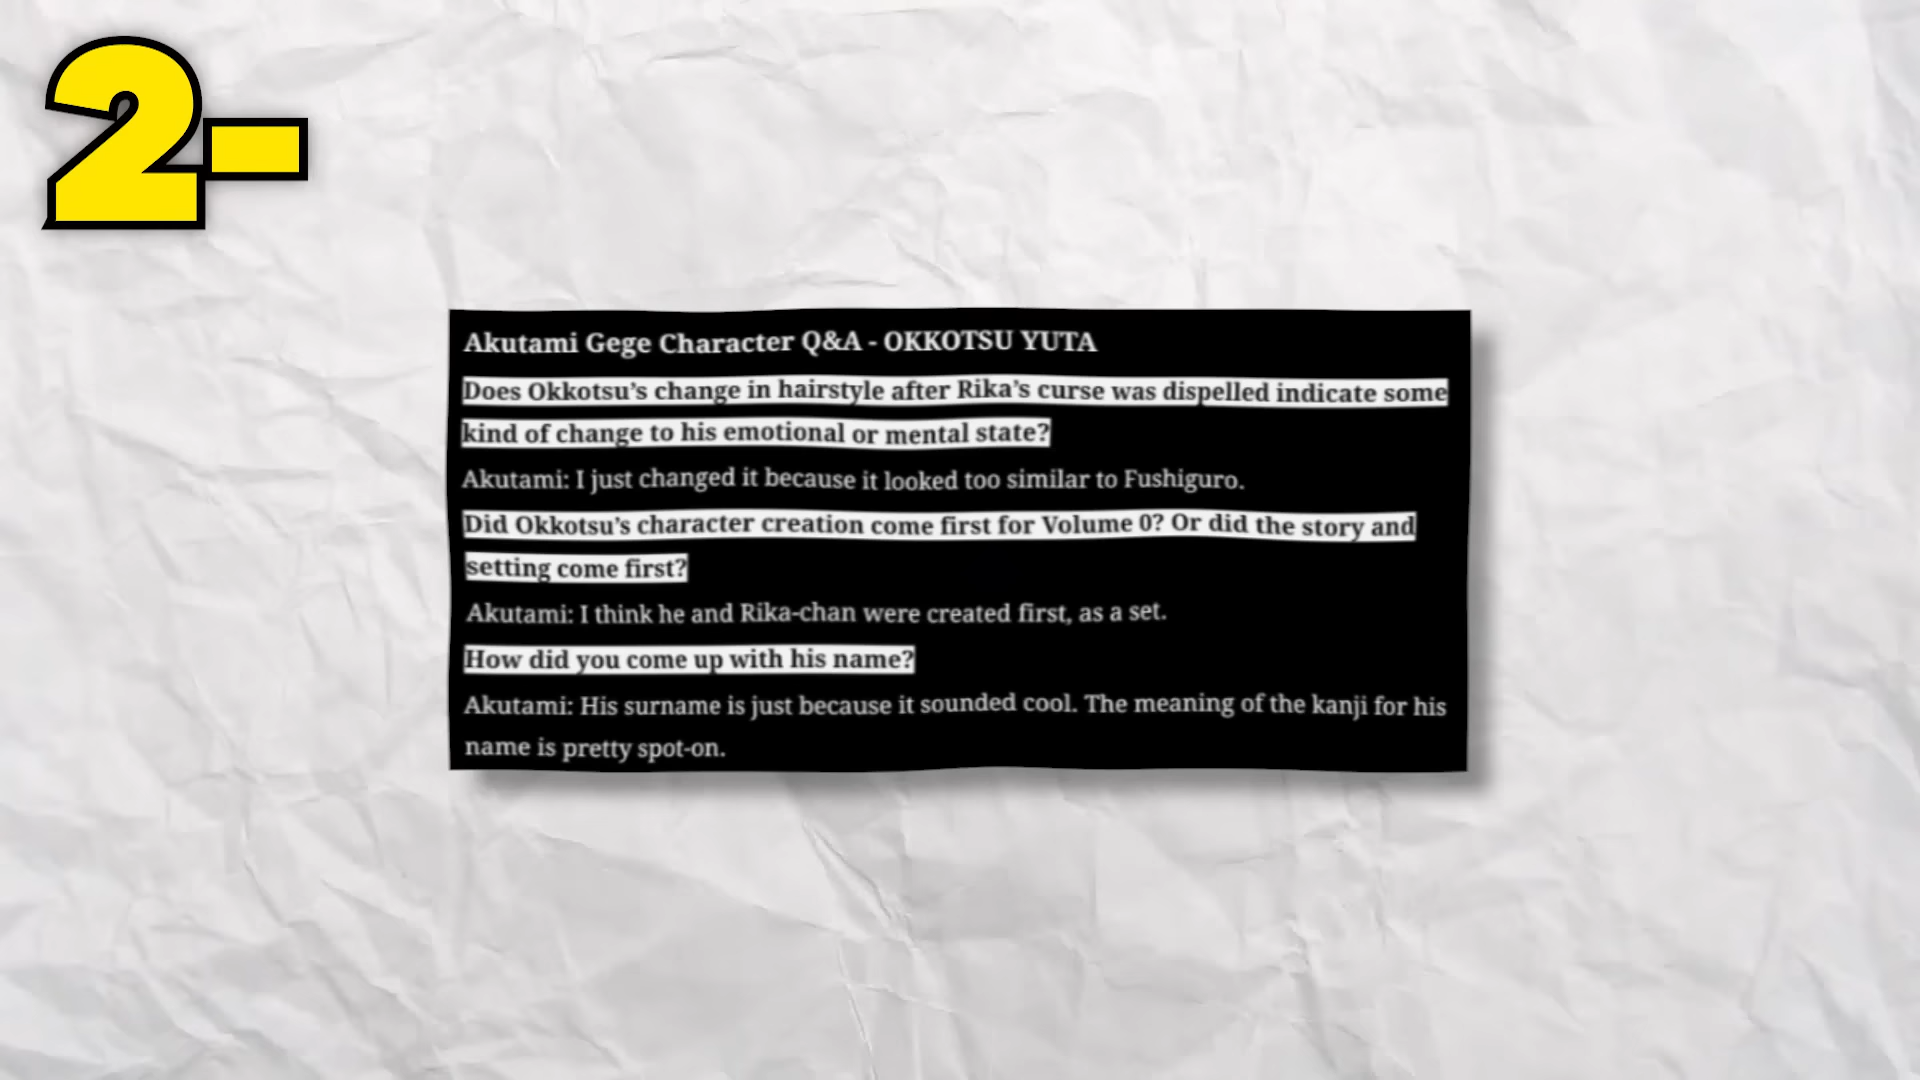 2-
Akutami Gege Character Q&A - OKKOTSU YUTA
Does Okkotsu’s change in hairstyle after Rika’s curse was dispelled indicate some
kind of change to his emotional or mental state?
Akutami: I just changed it because it looked too similar to Fushiguro.
Did Okkotsu’s character creation come first for Volume 0? Or did the story and
setting come first?
Akutami: I think he and Rika-chan were created first, as a set.
How did you come up with his name?
Akutami: His surname is just because it sounded cool. The meaning of the kanji for his
name is pretty spot-on.